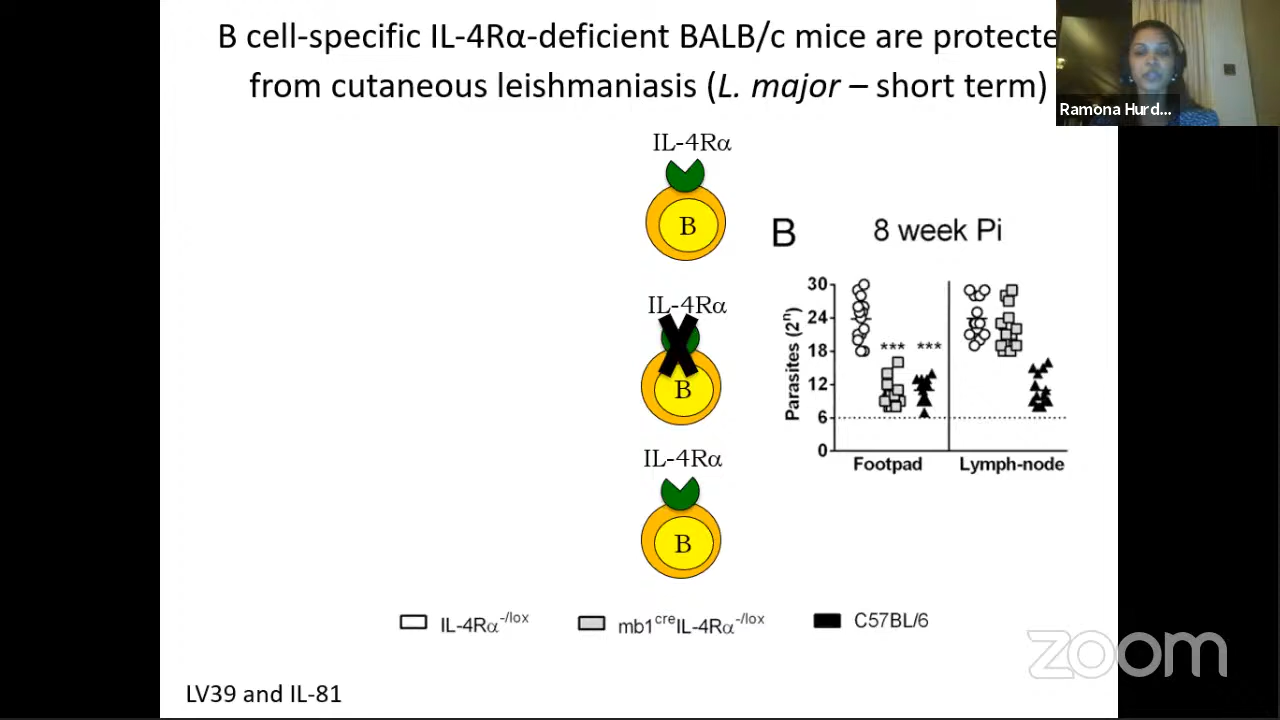 B cell-specific IL-4Rα-deficient BALB/c mice are protecte
from cutaneous leishmaniasis (L. major – short term)
Ramona Hurd...
IL-4Rα
B
IL-4Rα
B
IL-4Rα
B
B 8 week Pi
Parasites (2ⁿ)
30
24
18
12
6
0
*** ***
Footpad Lymph-node
IL-4Rα-/lox mb1creIL-4Rα-/lox C57BL/6
zoom
LV39 and IL-81